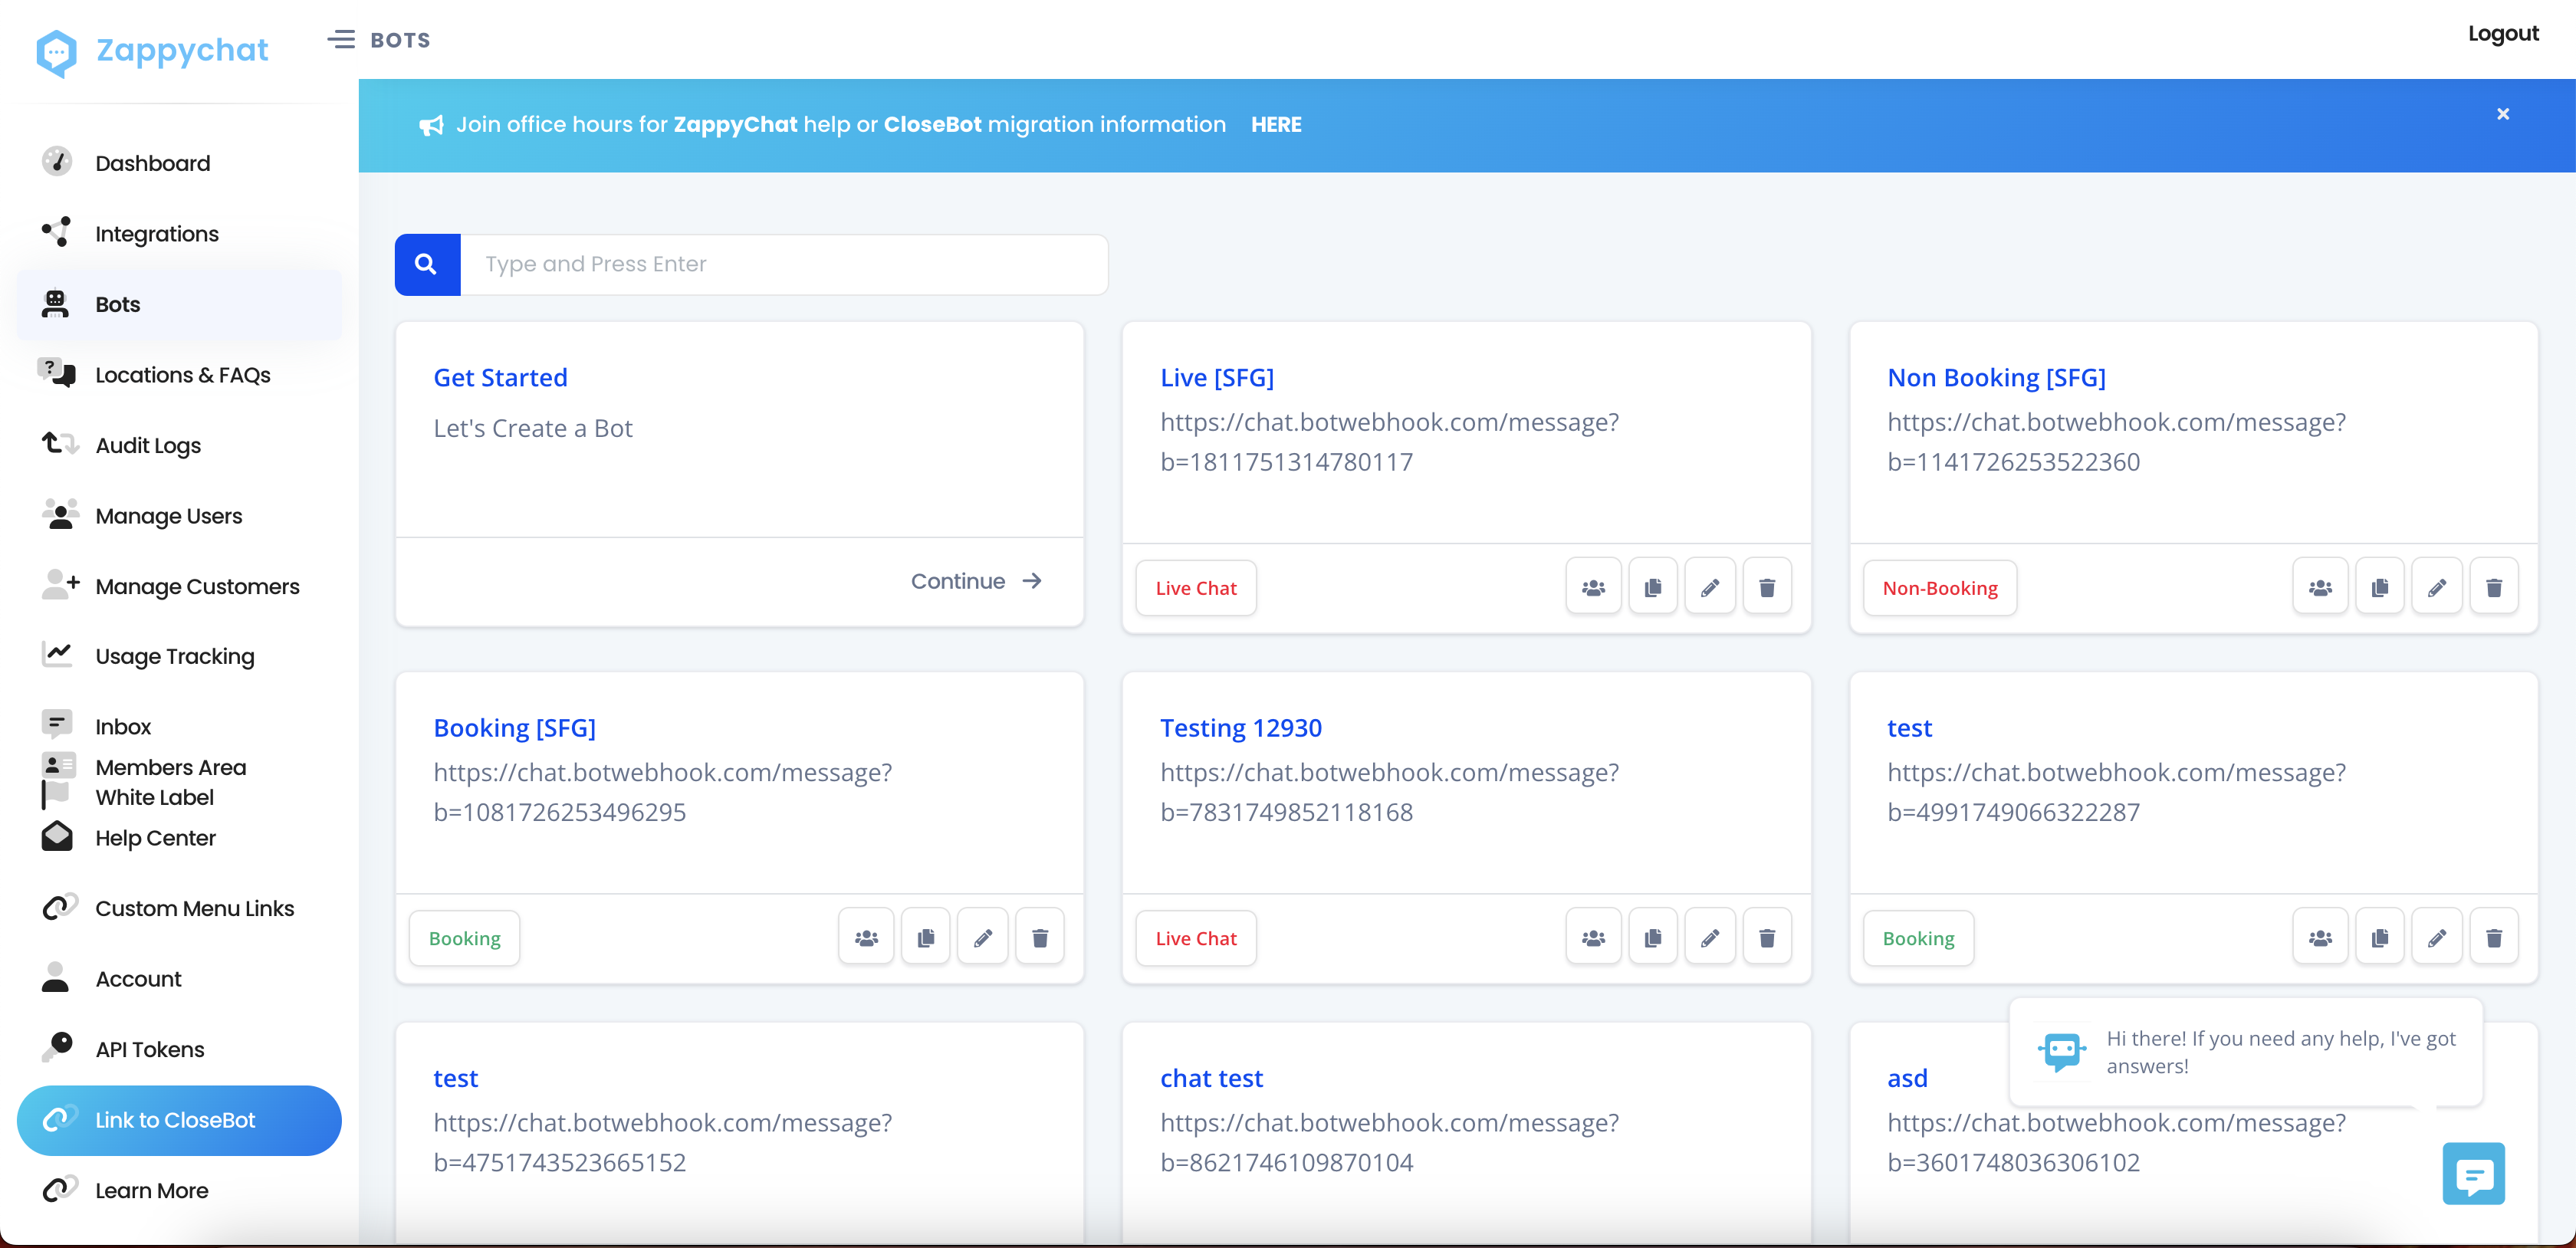 Zappychat
BOTS
Logout
Join office hours for ZappyChat help or CloseBot migration information HERE
Dashboard
Integrations
Bots
Locations & FAQs
Audit Logs
Manage Users
Manage Customers
Usage Tracking
Inbox
Members Area
White Label
Help Center
Custom Menu Links
Account
API Tokens
Link to CloseBot
Learn More
Type and Press Enter
Get Started
Let's Create a Bot
Continue
Live [SFG]
https://chat.botwebhook.com/message?
b=1811751314780117
Live Chat
Non Booking [SFG]
https://chat.botwebhook.com/message?
b=1141726253522360
Non-Booking
Booking [SFG]
https://chat.botwebhook.com/message?
b=1081726253496295
Booking
Testing 12930
https://chat.botwebhook.com/message?
b=7831749852118168
Live Chat
test
https://chat.botwebhook.com/message?
b=4991749066322287
Booking
test
https://chat.botwebhook.com/message?
b=4751743523665152
chat test
https://chat.botwebhook.com/message?
b=8621746109870104
asd
https://chat.botwebhook.com/message?
b=3601748036306102
Hi there! If you need any help, I've got
answers!